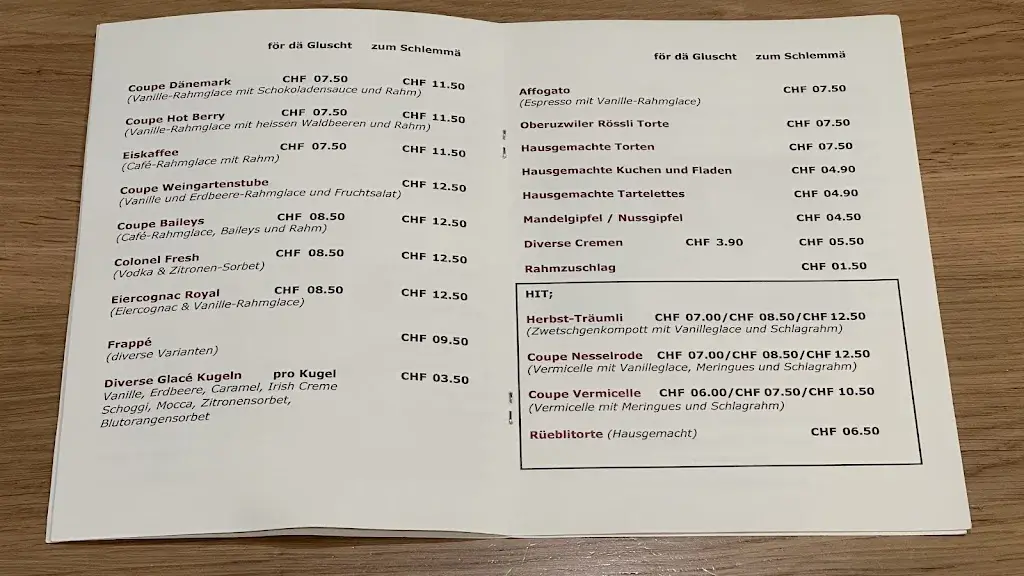 för dä Gluscht zum Schlemmä
Coupe Dänemark CHF 07.50 CHF 11.50
(Vanille-Rahmglace mit Schokoladensauce und Rahm)
Coupe Hot Berry CHF 07.50 CHF 11.50
(Vanille-Rahmglace mit heissen Waldbeeren und Rahm)
Eiskaffee CHF 07.50 CHF 11.50
(Café-Rahmglace mit Rahm)
Coupe Weingartenstube CHF 12.50
(Vanille und Erdbeere-Rahmglace und Fruchtsalat)
Coupe Baileys CHF 08.50 CHF 12.50
(Café-Rahmglace, Baileys und Rahm)
Colonel Fresh CHF 08.50 CHF 12.50
(Vodka & Zitronen-Sorbet)
Eiercognac Royal CHF 08.50 CHF 12.50
(Eiercognac & Vanille-Rahmglace)
Frappé CHF 09.50
(diverse Varianten)
Diverse Glacé Kugeln pro Kugel CHF 03.50
Vanille, Erdbeere, Caramel, Irish Creme
Schoggi, Mocca, Zitronensorbet,
Blutorangensorbet
för dä Gluscht zum Schlemmä
Affogato CHF 07.50
(Espresso mit Vanille-Rahmglace)
Oberuzwiler Rössli Torte CHF 07.50
Hausgemachte Torten CHF 07.50
Hausgemachte Kuchen und Fladen CHF 04.90
Hausgemachte Tartelettes CHF 04.90
Mandelgipfel / Nussgipfel CHF 04.50
Diverse Cremen CHF 3.90 CHF 05.50
Rahmzuschlag CHF 01.50
HIT;
Herbst-Träumli CHF 07.00/CHF 08.50/CHF 12.50
(Zwetschgenkompott mit Vanilleglace und Schlagrahm)
Coupe Nesselrode CHF 07.00/CHF 08.50/CHF 12.50
(Vermicelle mit Vanilleglace, Meringues und Schlagrahm)
Coupe Vermicelle CHF 06.00/CHF 07.50/CHF 10.50
(Vermicelle mit Meringues und Schlagrahm)
Rüeblitorte (Hausgemacht) CHF 06.50